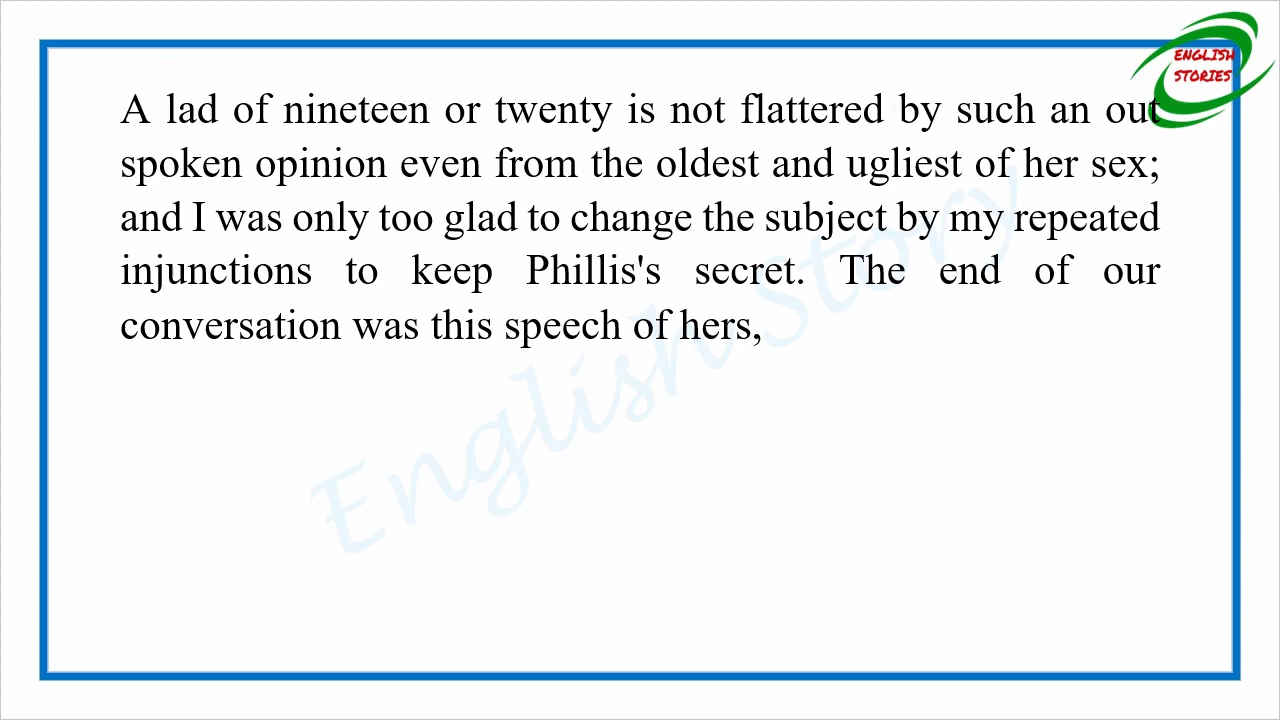 ENGLISH
STORIES
A lad of nineteen or twenty is not flattered by such an out
spoken opinion even from the oldest and ugliest of her sex;
and I was only too glad to change the subject by my repeated
injunctions to keep Phillis's secret. The end of our
conversation was this speech of hers,
English Story